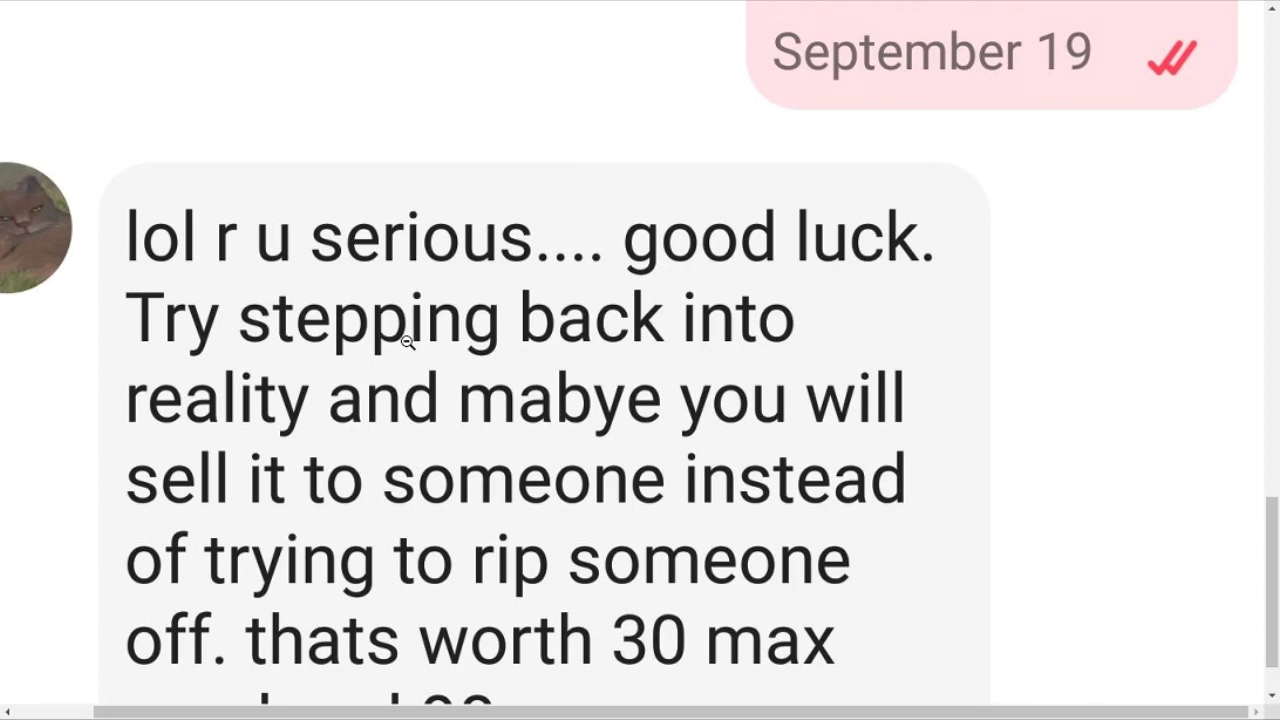 September 19
lol r u serious.... good luck.
Try stepping back into
reality and mabye you will
sell it to someone instead
of trying to rip someone
off. thats worth 30 max